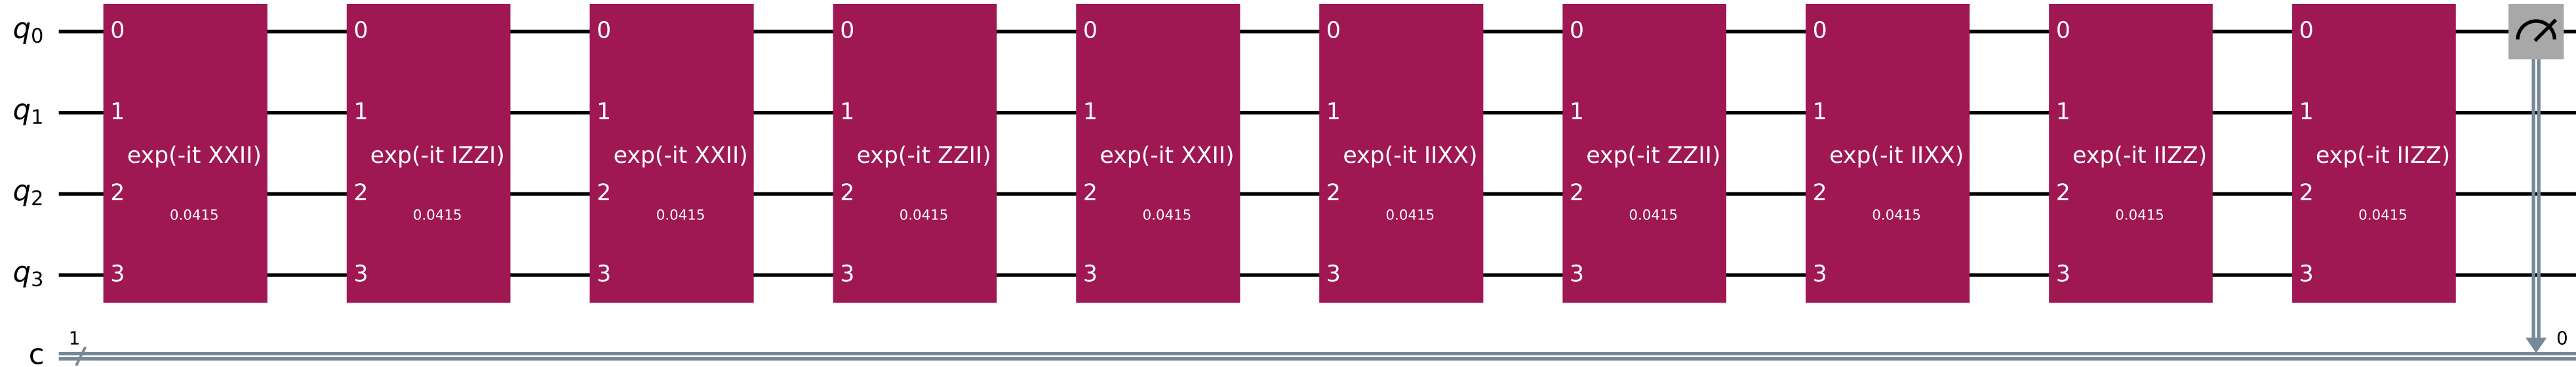 q0 0 0 0 0 0 0 0 0 0 0
q1 1 1 1 1 1 1 1 1 1 1
exp(-it XXII) exp(-it IZZI) exp(-it XXII) exp(-it ZZII) exp(-it XXII) exp(-it IIXX) exp(-it ZZII) exp(-it IIXX) exp(-it IIZZ) exp(-it IIZZ)
q2 2 2 2 2 2 2 2 2 2 2
0.0415 0.0415 0.0415 0.0415 0.0415 0.0415 0.0415 0.0415 0.0415 0.0415
q3 3 3 3 3 3 3 3 3 3 3
1 0
c